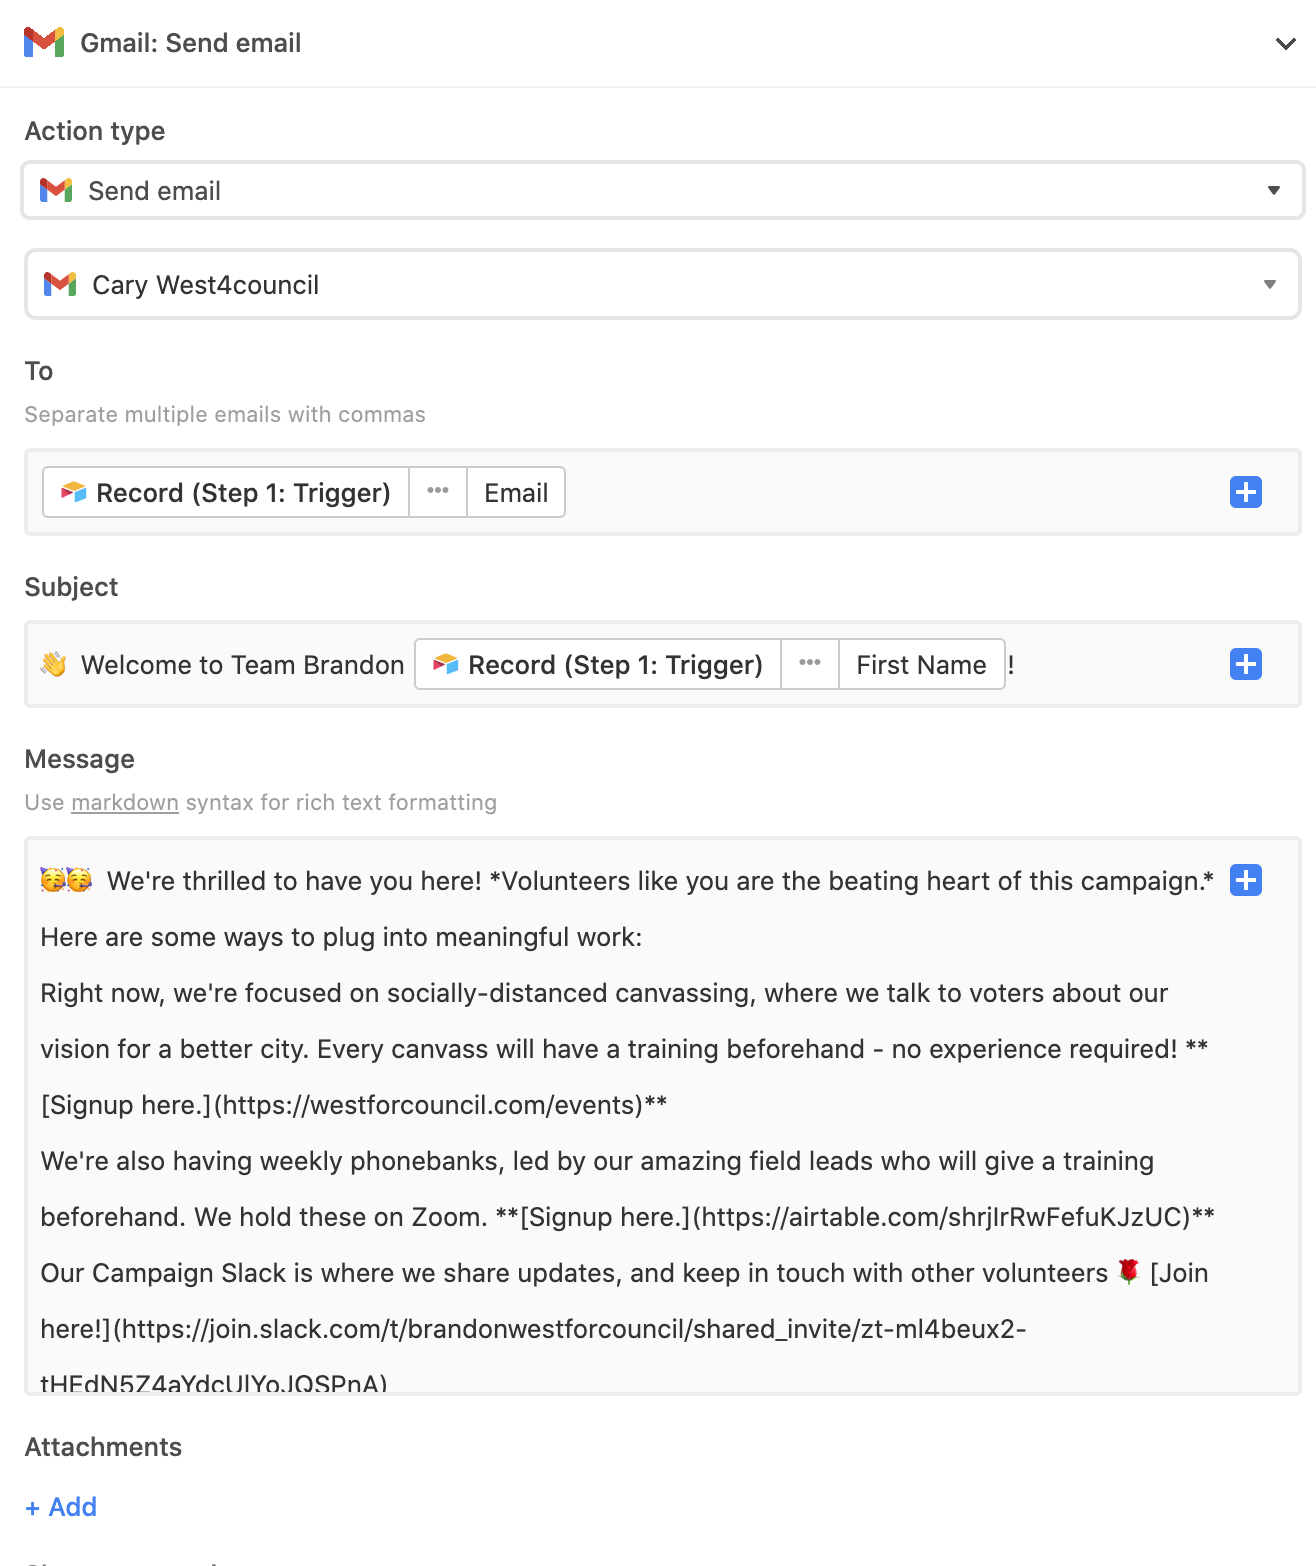 Gmail: Send email
Action type
Send email
Cary West4council
To
Separate multiple emails with commas
Record (Step 1: Trigger) ••• Email
Subject
👋 Welcome to Team Brandon Record (Step 1: Trigger) ••• First Name !
Message
Use markdown syntax for rich text formatting
🥳🥳 We're thrilled to have you here! *Volunteers like you are the beating heart of this campaign.*
Here are some ways to plug into meaningful work:
Right now, we're focused on socially-distanced canvassing, where we talk to voters about our
vision for a better city. Every canvass will have a training beforehand - no experience required! **
[Signup here.](https://westforcouncil.com/events)**
We're also having weekly phonebanks, led by our amazing field leads who will give a training
beforehand. We hold these on Zoom. **[Signup here.](https://airtable.com/shrjIrRwFefuKJzUC)**
Our Campaign Slack is where we share updates, and keep in touch with other volunteers 🌹 [Join
here!](https://join.slack.com/t/brandonwestforcouncil/shared_invite/zt-ml4beux2-
tHEdN5Z4aYdcUlYoJQSPnA)
Attachments
+ Add